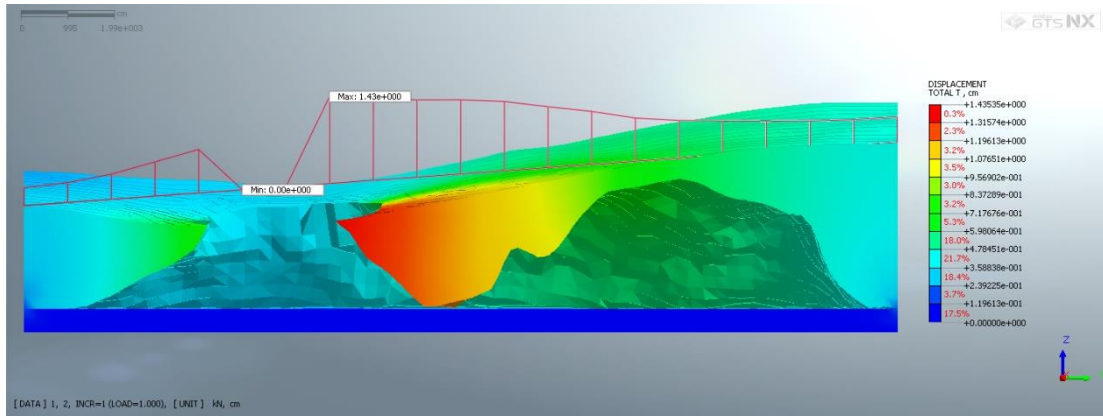 cm
0 995 1.99e+003
GTS NX
Max: 1.43e+000
Min: 0.00e+000
DISPLACEMENT
TOTAL T , cm
+1.43535e+000
0.3%
+1.31574e+000
2.3%
+1.19613e+000
3.2%
+1.07651e+000
3.5%
+9.56901e-001
3.0%
+8.37289e-001
3.2%
+7.17676e-001
5.3%
+5.98064e-001
18.0%
+4.78451e-001
21.7%
+3.58838e-001
18.4%
+2.39225e-001
3.7%
+1.19613e-001
17.5%
+0.00000e+000
Z
[ DATA ] 1, 2, INCR=1 (LOAD=1.000), [ UNIT ] kN, cm